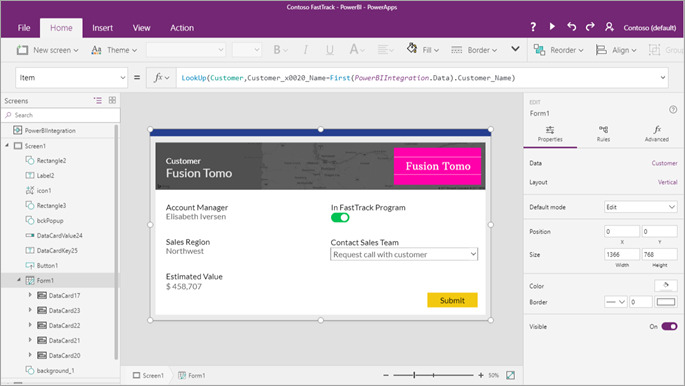 Contoso FastTrack - PowerBI - PowerApps
File
Home
Insert
View
Action
Contoso (default)
New screen
Theme
Fill
Border
Reorder
Align
Group
Item
=
fx
LookUp(Customer,Customer_x0020_Name=First(PowerBIIntegration.Data).Customer_Name)
Screens
Search
PowerBIIntegration
Screen1
Rectangle2
Label2
icon1
Rectangle3
bckPopup
DataCardValue24
DataCardKey25
Button1
Form1
DataCard17
DataCard23
DataCard22
DataCard21
DataCard20
background_1
Customer
Fusion Tomo
Fusion Tomo
Account Manager
Elisabeth Iversen
In FastTrack Program
Sales Region
Northwest
Contact Sales Team
Request call with customer
Estimated Value
$ 458,707
Submit
Screen1
Form1
50%
EDIT
Form1
Properties
Rules
fx
Advanced
Data
Customer
Layout
Vertical
Default mode
Edit
Position
0
0
X
Y
Size
1366
768
Width
Height
Color
Border
0
Visible
On